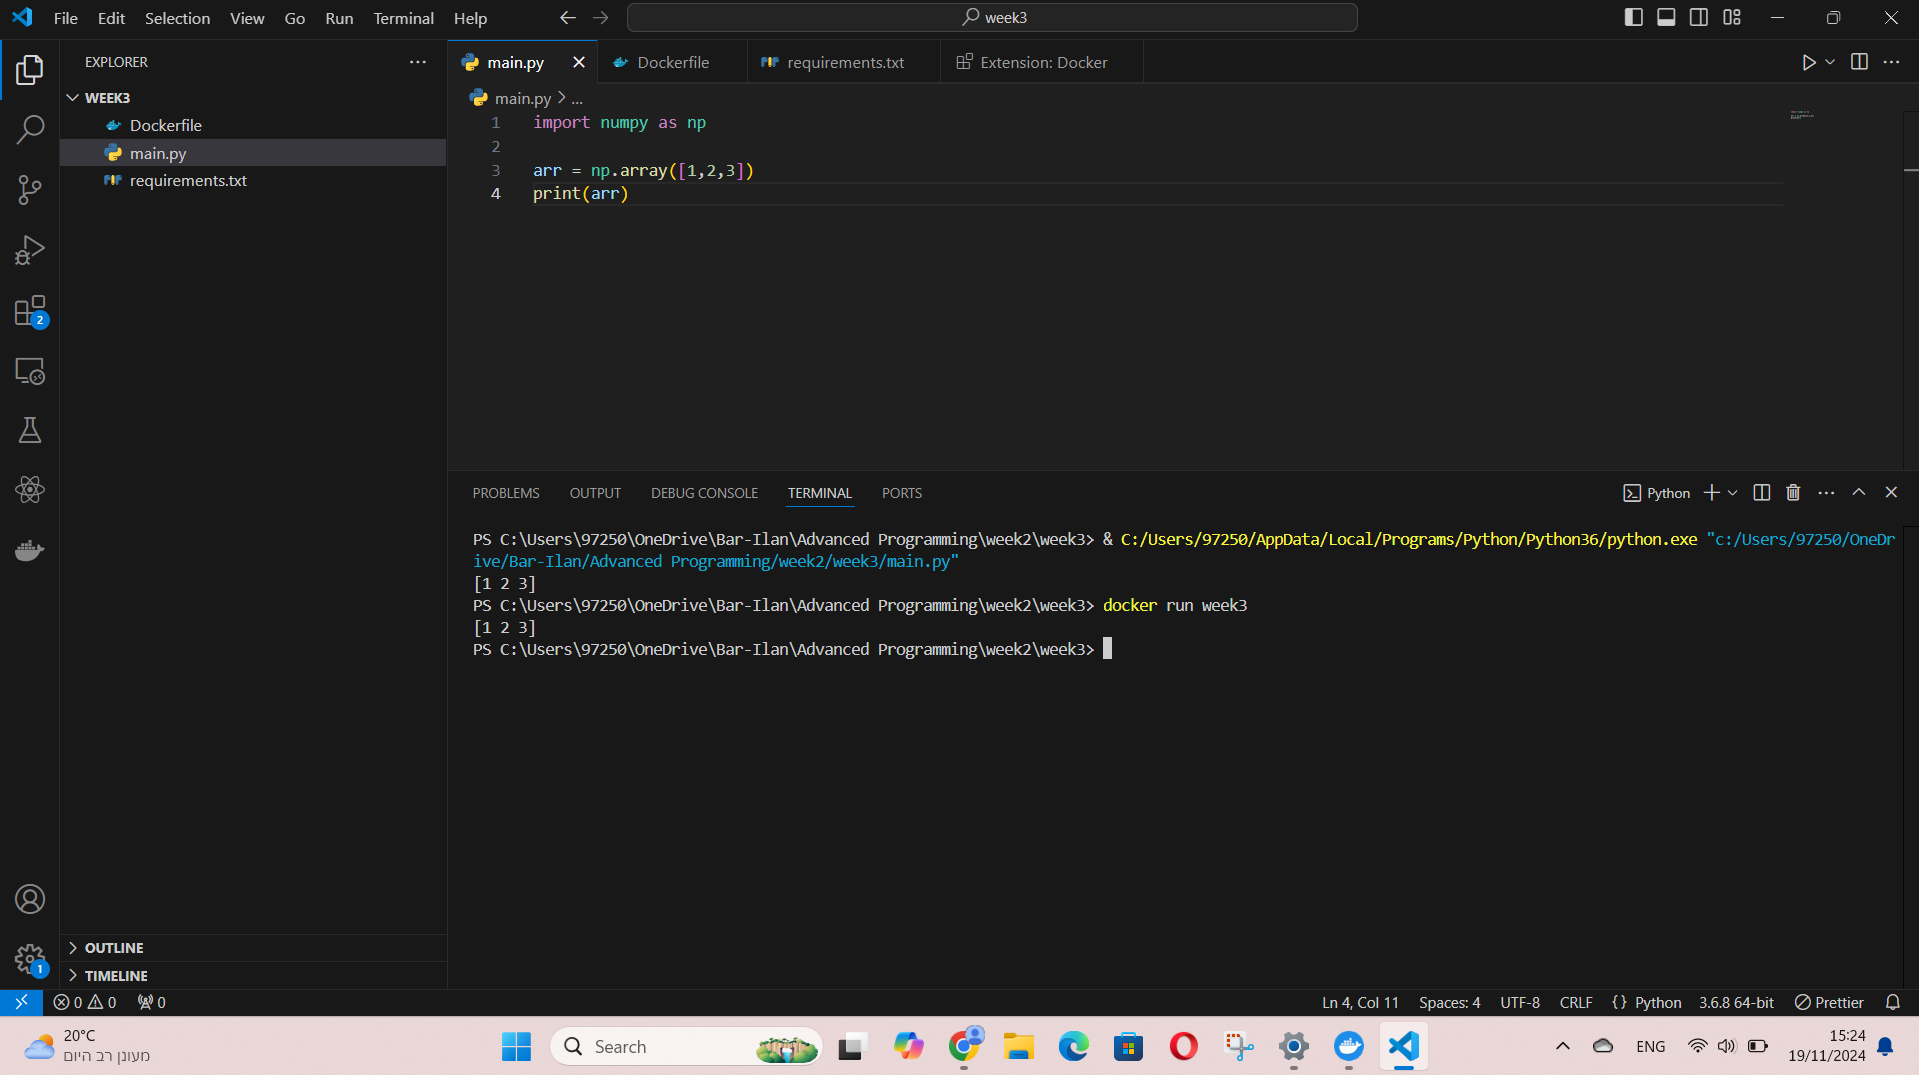 File Edit Selection View Go Run Terminal Help
week3
EXPLORER
WEEK3
Dockerfile
main.py
requirements.txt
main.py Dockerfile requirements.txt Extension: Docker
main.py > ...
1 import numpy as np
2
3 arr = np.array([1,2,3])
4 print(arr)
PROBLEMS OUTPUT DEBUG CONSOLE TERMINAL PORTS
Python
PS C:\Users\97250\OneDrive\Bar-Ilan\Advanced Programming\week2\week3> & C:/Users/97250/AppData/Local/Programs/Python/Python36/python.exe "c:/Users/97250/OneDr
ive/Bar-Ilan/Advanced Programming/week2/week3/main.py"
[1 2 3]
PS C:\Users\97250\OneDrive\Bar-Ilan\Advanced Programming\week2\week3> docker run week3
[1 2 3]
PS C:\Users\97250\OneDrive\Bar-Ilan\Advanced Programming\week2\week3>
2
OUTLINE
TIMELINE
1
0 0 0
Ln 4, Col 11 Spaces: 4 UTF-8 CRLF {} Python 3.6.8 64-bit Prettier
20°C
מעונן רב היום
Search
ENG
15:24
19/11/2024